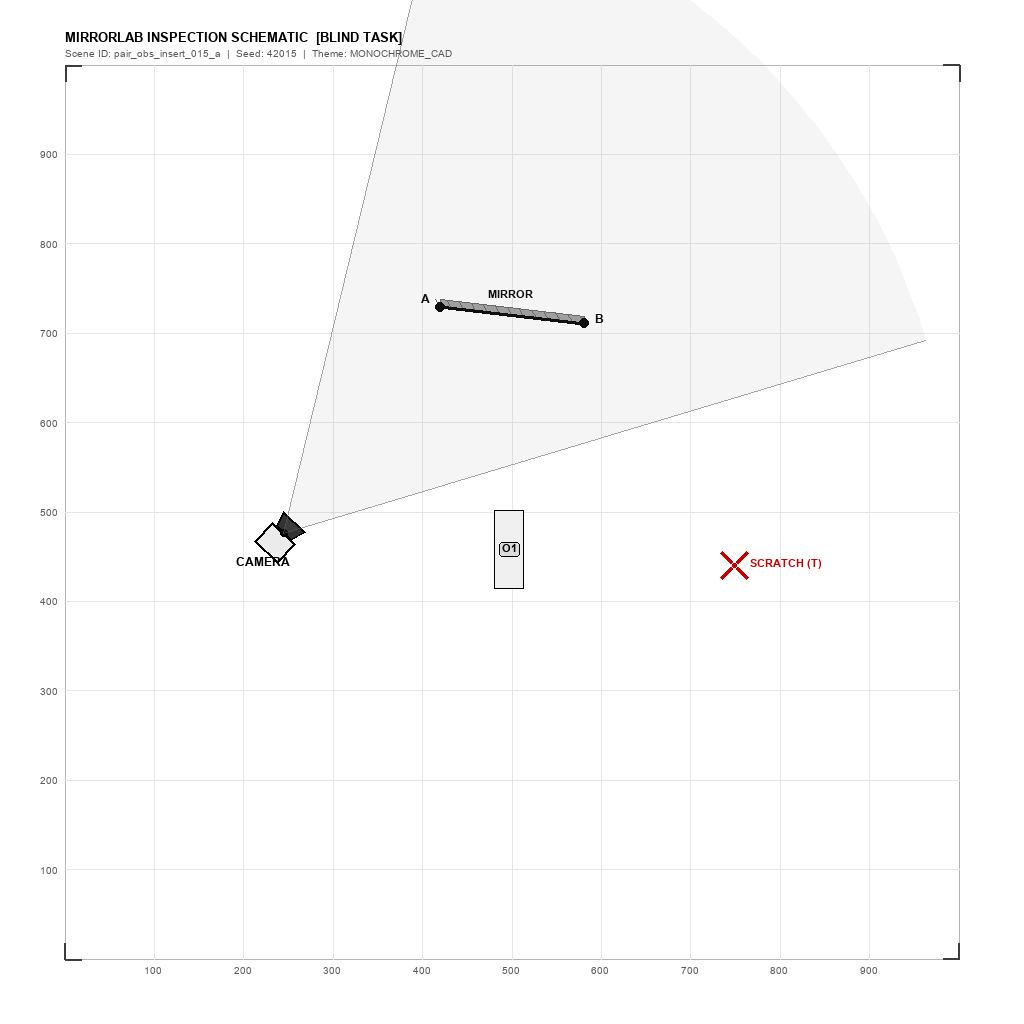 MIRRORLAB INSPECTION SCHEMATIC [BLIND TASK]
Scene ID: pair_obs_insert_015_a | Seed: 42015 | Theme: MONOCHROME_CAD
900
800
700
600
500
400
300
200
100
MIRROR
A
B
O1
CAMERA
SCRATCH (T)
100 200 300 400 500 600 700 800 900